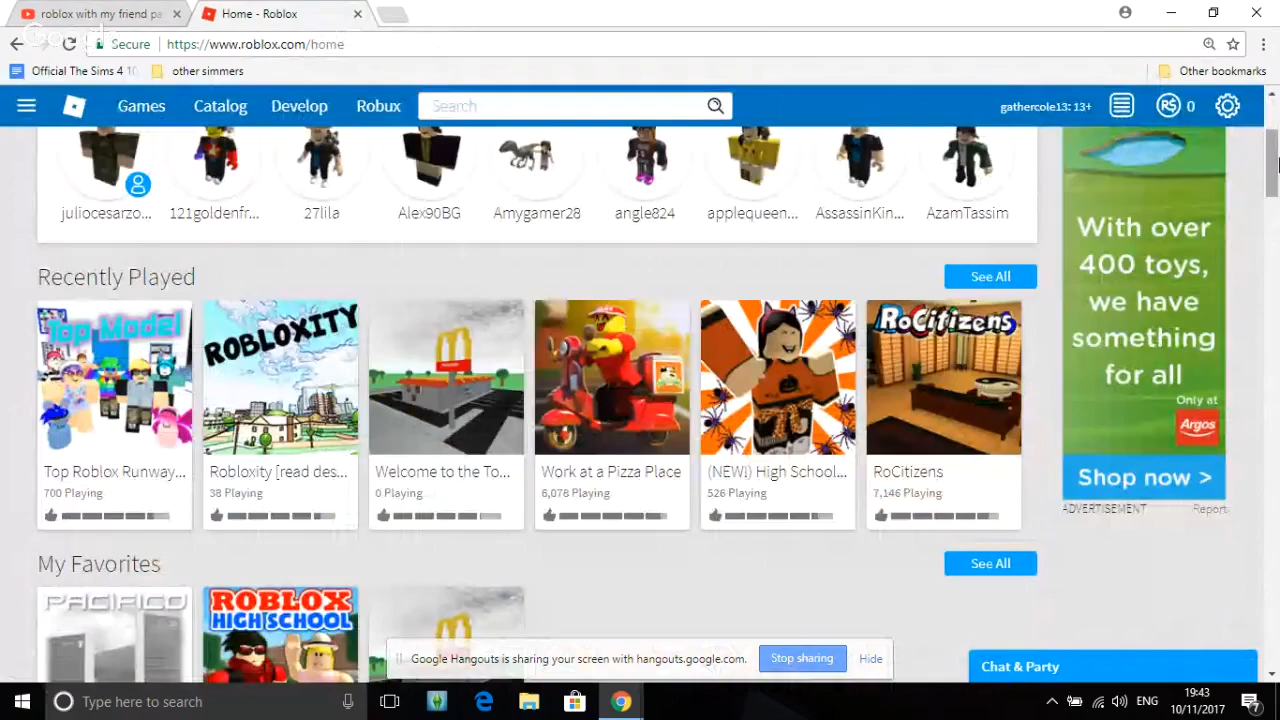 roblox with my friend pa
Home - Roblox
Google
Secure
https://www.roblox.com/home
Official The Sims 4 10
other simmers
Other bookmarks
Games
Catalog
Develop
Robux
Search
gathercole13: 13+
R$ 0
juliocesarzo...
121goldenfr...
27lila
Alex90BG
Amygamer28
angle824
applequeen...
AssassinKin...
AzamTassim
Recently Played
See All
Top Model
ROBLOXITY
RoCitizens
Top Roblox Runway...
Robloxity [read des...
Welcome to the To...
Work at a Pizza Place
(NEW!) High School...
RoCitizens
700 Playing
38 Playing
0 Playing
6,078 Playing
526 Playing
7,146 Playing
With over
400 toys,
we have
something
for all
Only at
Argos
Shop now >
ADVERTISEMENT
Report
My Favorites
See All
PACIFICO
ROBLOX
HIGH SCHOOL
Google Hangouts is sharing your screen with hangouts.google.com.
Stop sharing
Hide
Chat & Party
Type here to search
ENG
19:43
10/11/2017
7